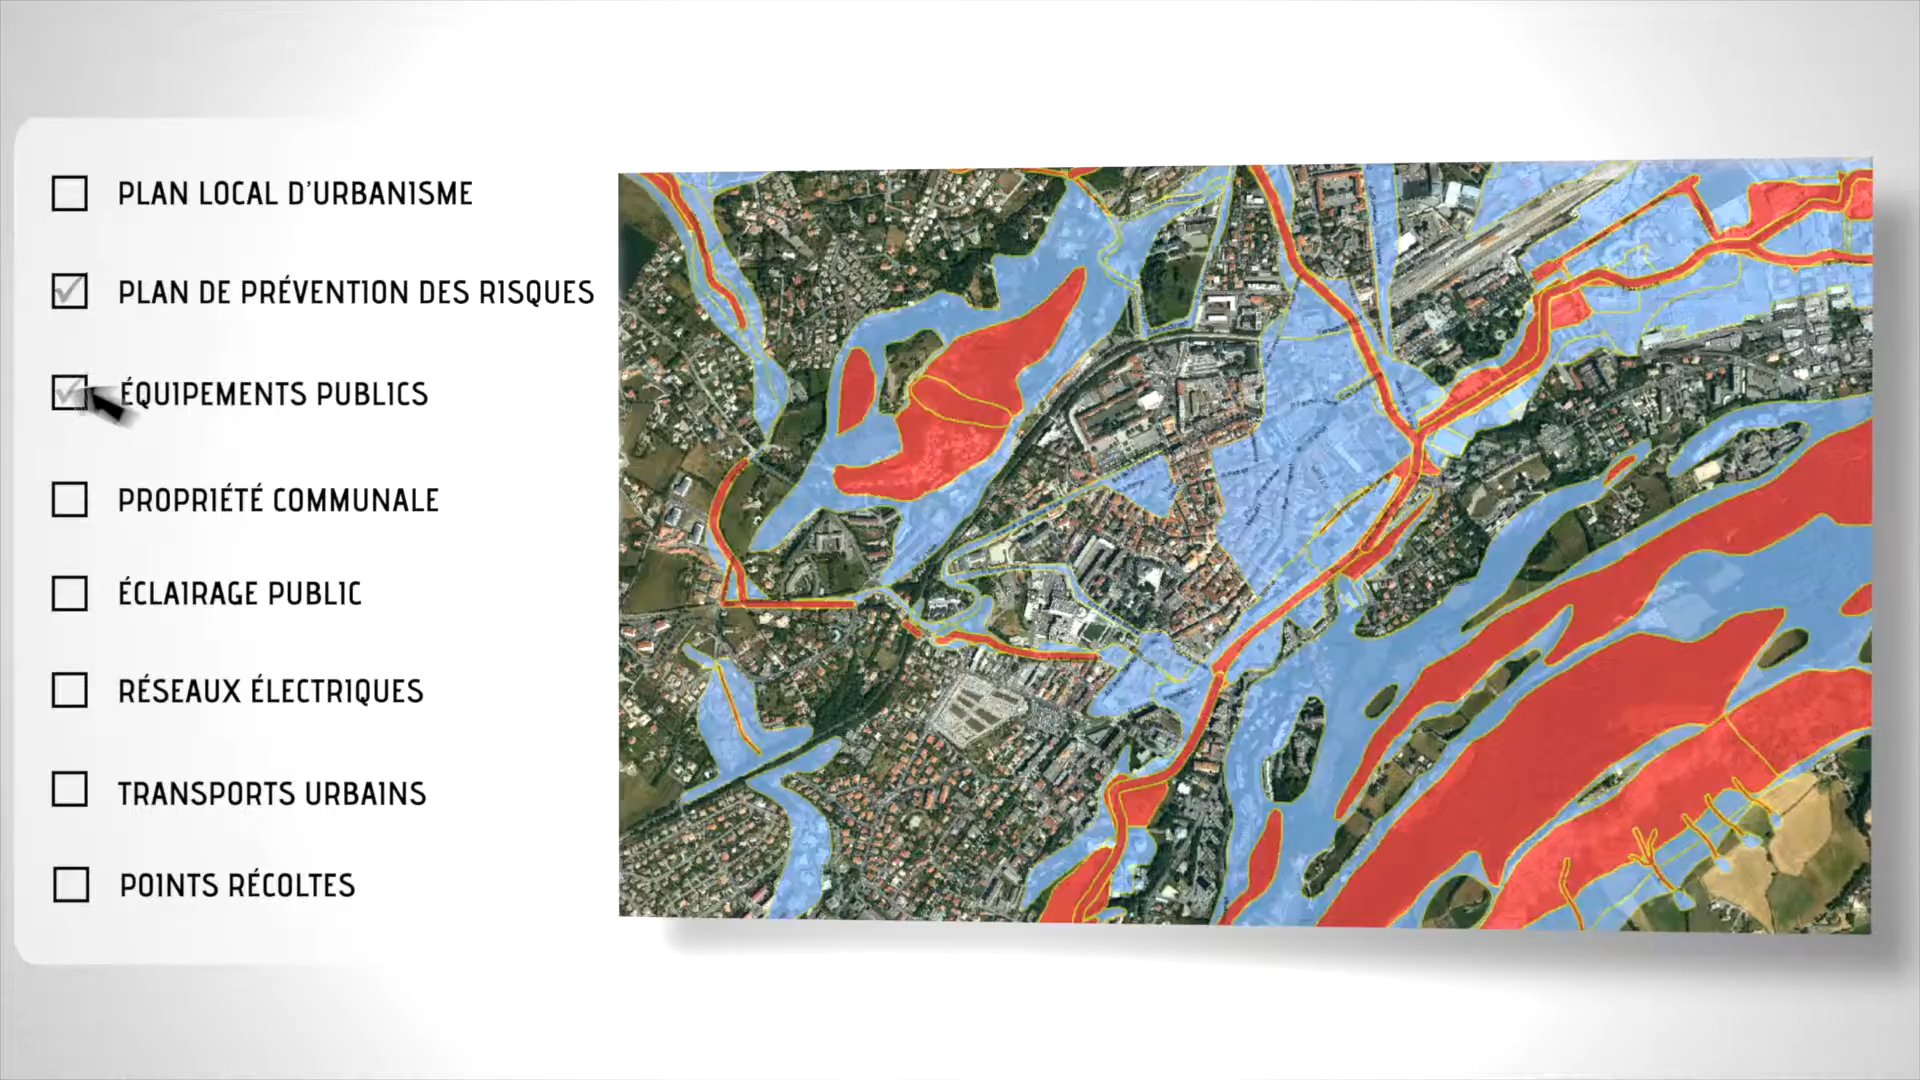 PLAN LOCAL D'URBANISME
PLAN DE PRÉVENTION DES RISQUES
ÉQUIPEMENTS PUBLICS
PROPRIÉTÉ COMMUNALE
ÉCLAIRAGE PUBLIC
RÉSEAUX ÉLECTRIQUES
TRANSPORTS URBAINS
POINTS RÉCOLTES